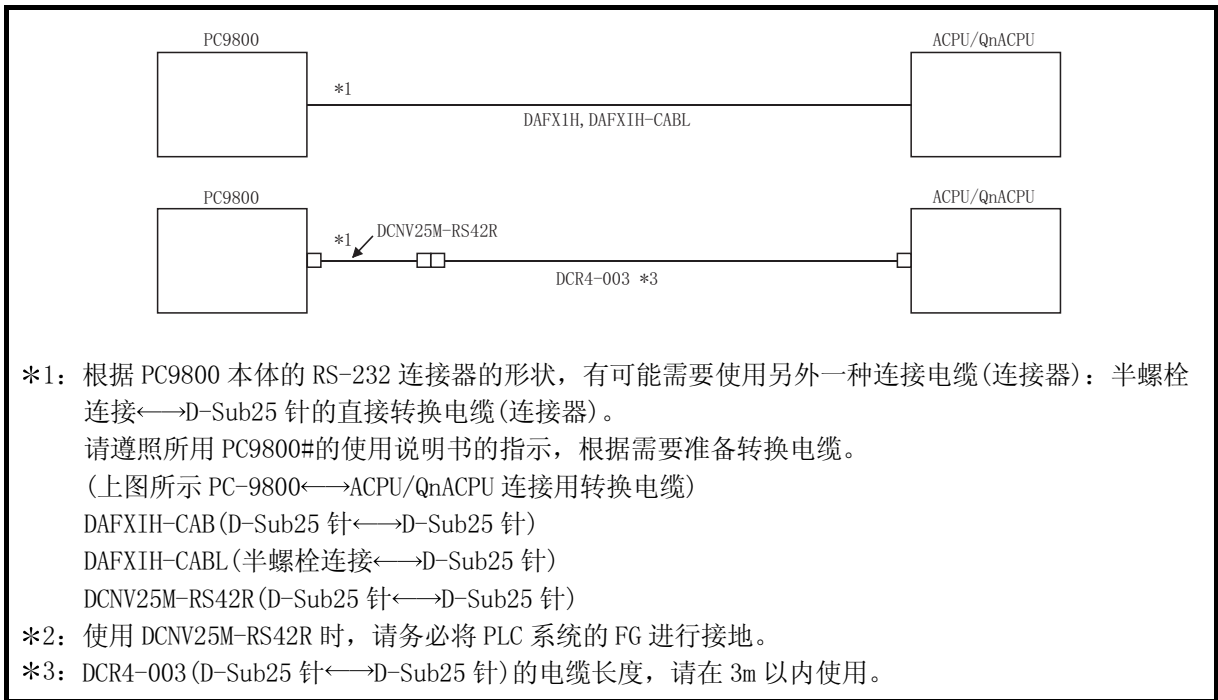 PC9800
ACPU/QnACPU
*1
DAFX1H,DAFXIH-CABL
PC9800
ACPU/QnACPU
*1
DCNV25M-RS42R
DCR4-003 *3
*1: 根据 PC9800 本体的 RS-232 连接器的形状，有可能需要使用另外一种连接电缆(连接器)：半螺栓
连接←→D-Sub25 针的直接转换电缆(连接器)。
请遵照所用 PC9800#的使用说明书的指示，根据需要准备转换电缆。
(上图所示 PC-9800←→ACPU/QnACPU 连接用转换电缆)
DAFXIH-CAB(D-Sub25 针←→D-Sub25 针)
DAFXIH-CABL(半螺栓连接←→D-Sub25 针)
DCNV25M-RS42R(D-Sub25 针←→D-Sub25 针)
*2: 使用 DCNV25M-RS42R 时，请务必将 PLC 系统的 FG 进行接地。
*3: DCR4-003(D-Sub25 针←→D-Sub25 针)的电缆长度，请在 3m 以内使用。